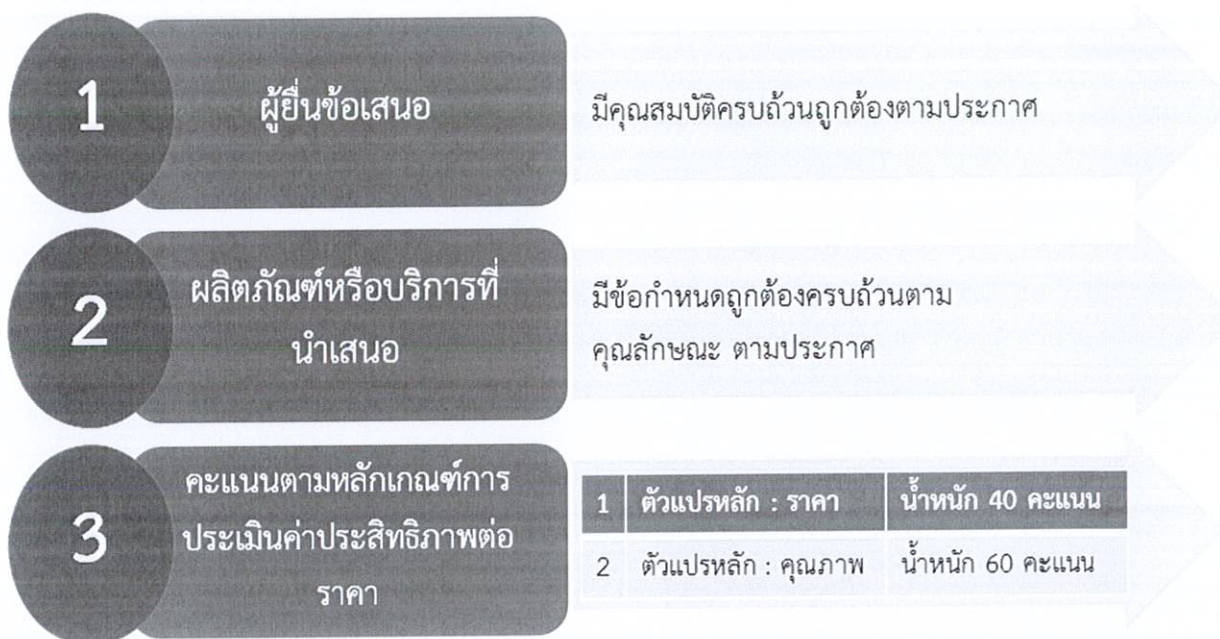 1
ผู้ยื่นข้อเสนอ
มีคุณสมบัติครบถ้วนถูกต้องตามประกาศ
2
ผลิตภัณฑ์หรือบริการที่
นำเสนอ
มีข้อกำหนดถูกต้องครบถ้วนตาม
คุณลักษณะ ตามประกาศ
3
คะแนนตามหลักเกณฑ์การ
ประเมินค่าประสิทธิภาพต่อ
ราคา
1 ตัวแปรหลัก : ราคา น้ำหนัก 40 คะแนน
2 ตัวแปรหลัก : คุณภาพ น้ำหนัก 60 คะแนน